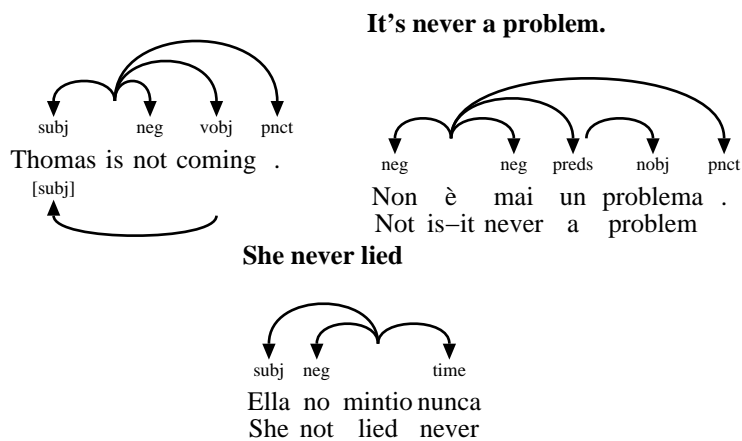 It's never a problem.
subj neg vobj pnct
Thomas is not coming .
[subj]
neg neg preds nobj pnct
Non è mai un problema .
Not is–it never a problem
She never lied
subj neg time
Ella no mintio nunca
She not lied never